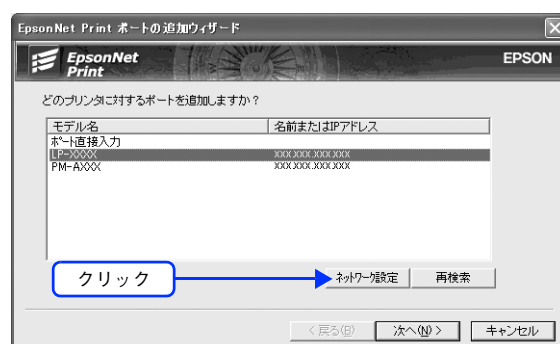 EpsonNet Print ポートの追加ウィザード
EpsonNet
Print
EPSON
どのプリンタに対するポートを追加しますか？
モデル名 名前またはIPアドレス
ポート直接入力
LP-XXXX XXX.XXX.XXX.XXX
PM-AXXX XXX.XXX.XXX.XXX
クリック ネットワーク設定 再検索
< 戻る(B) 次へ(N) > キャンセル